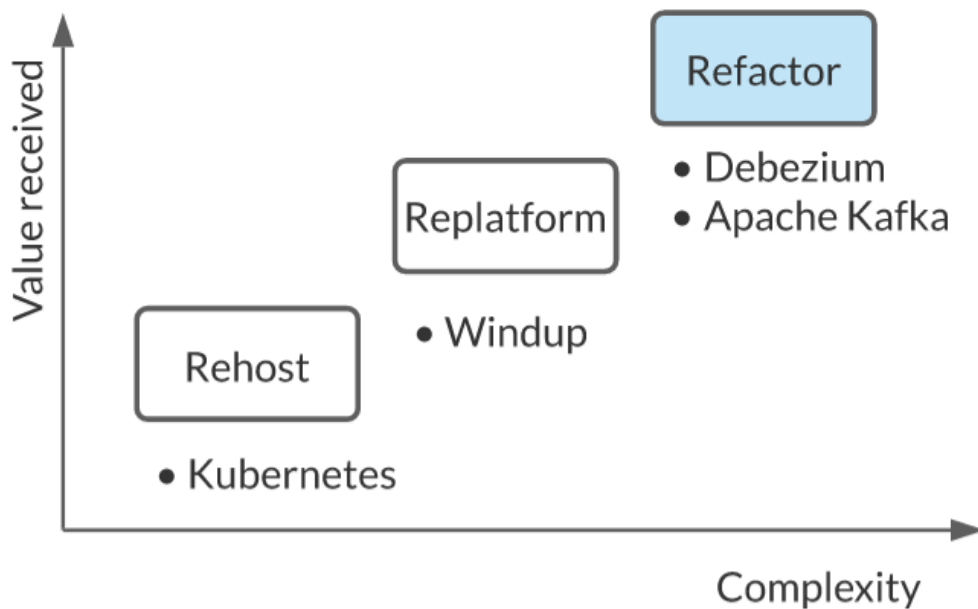 Value received
Refactor
• Debezium
• Apache Kafka
Replatform
• Windup
Rehost
• Kubernetes
Complexity